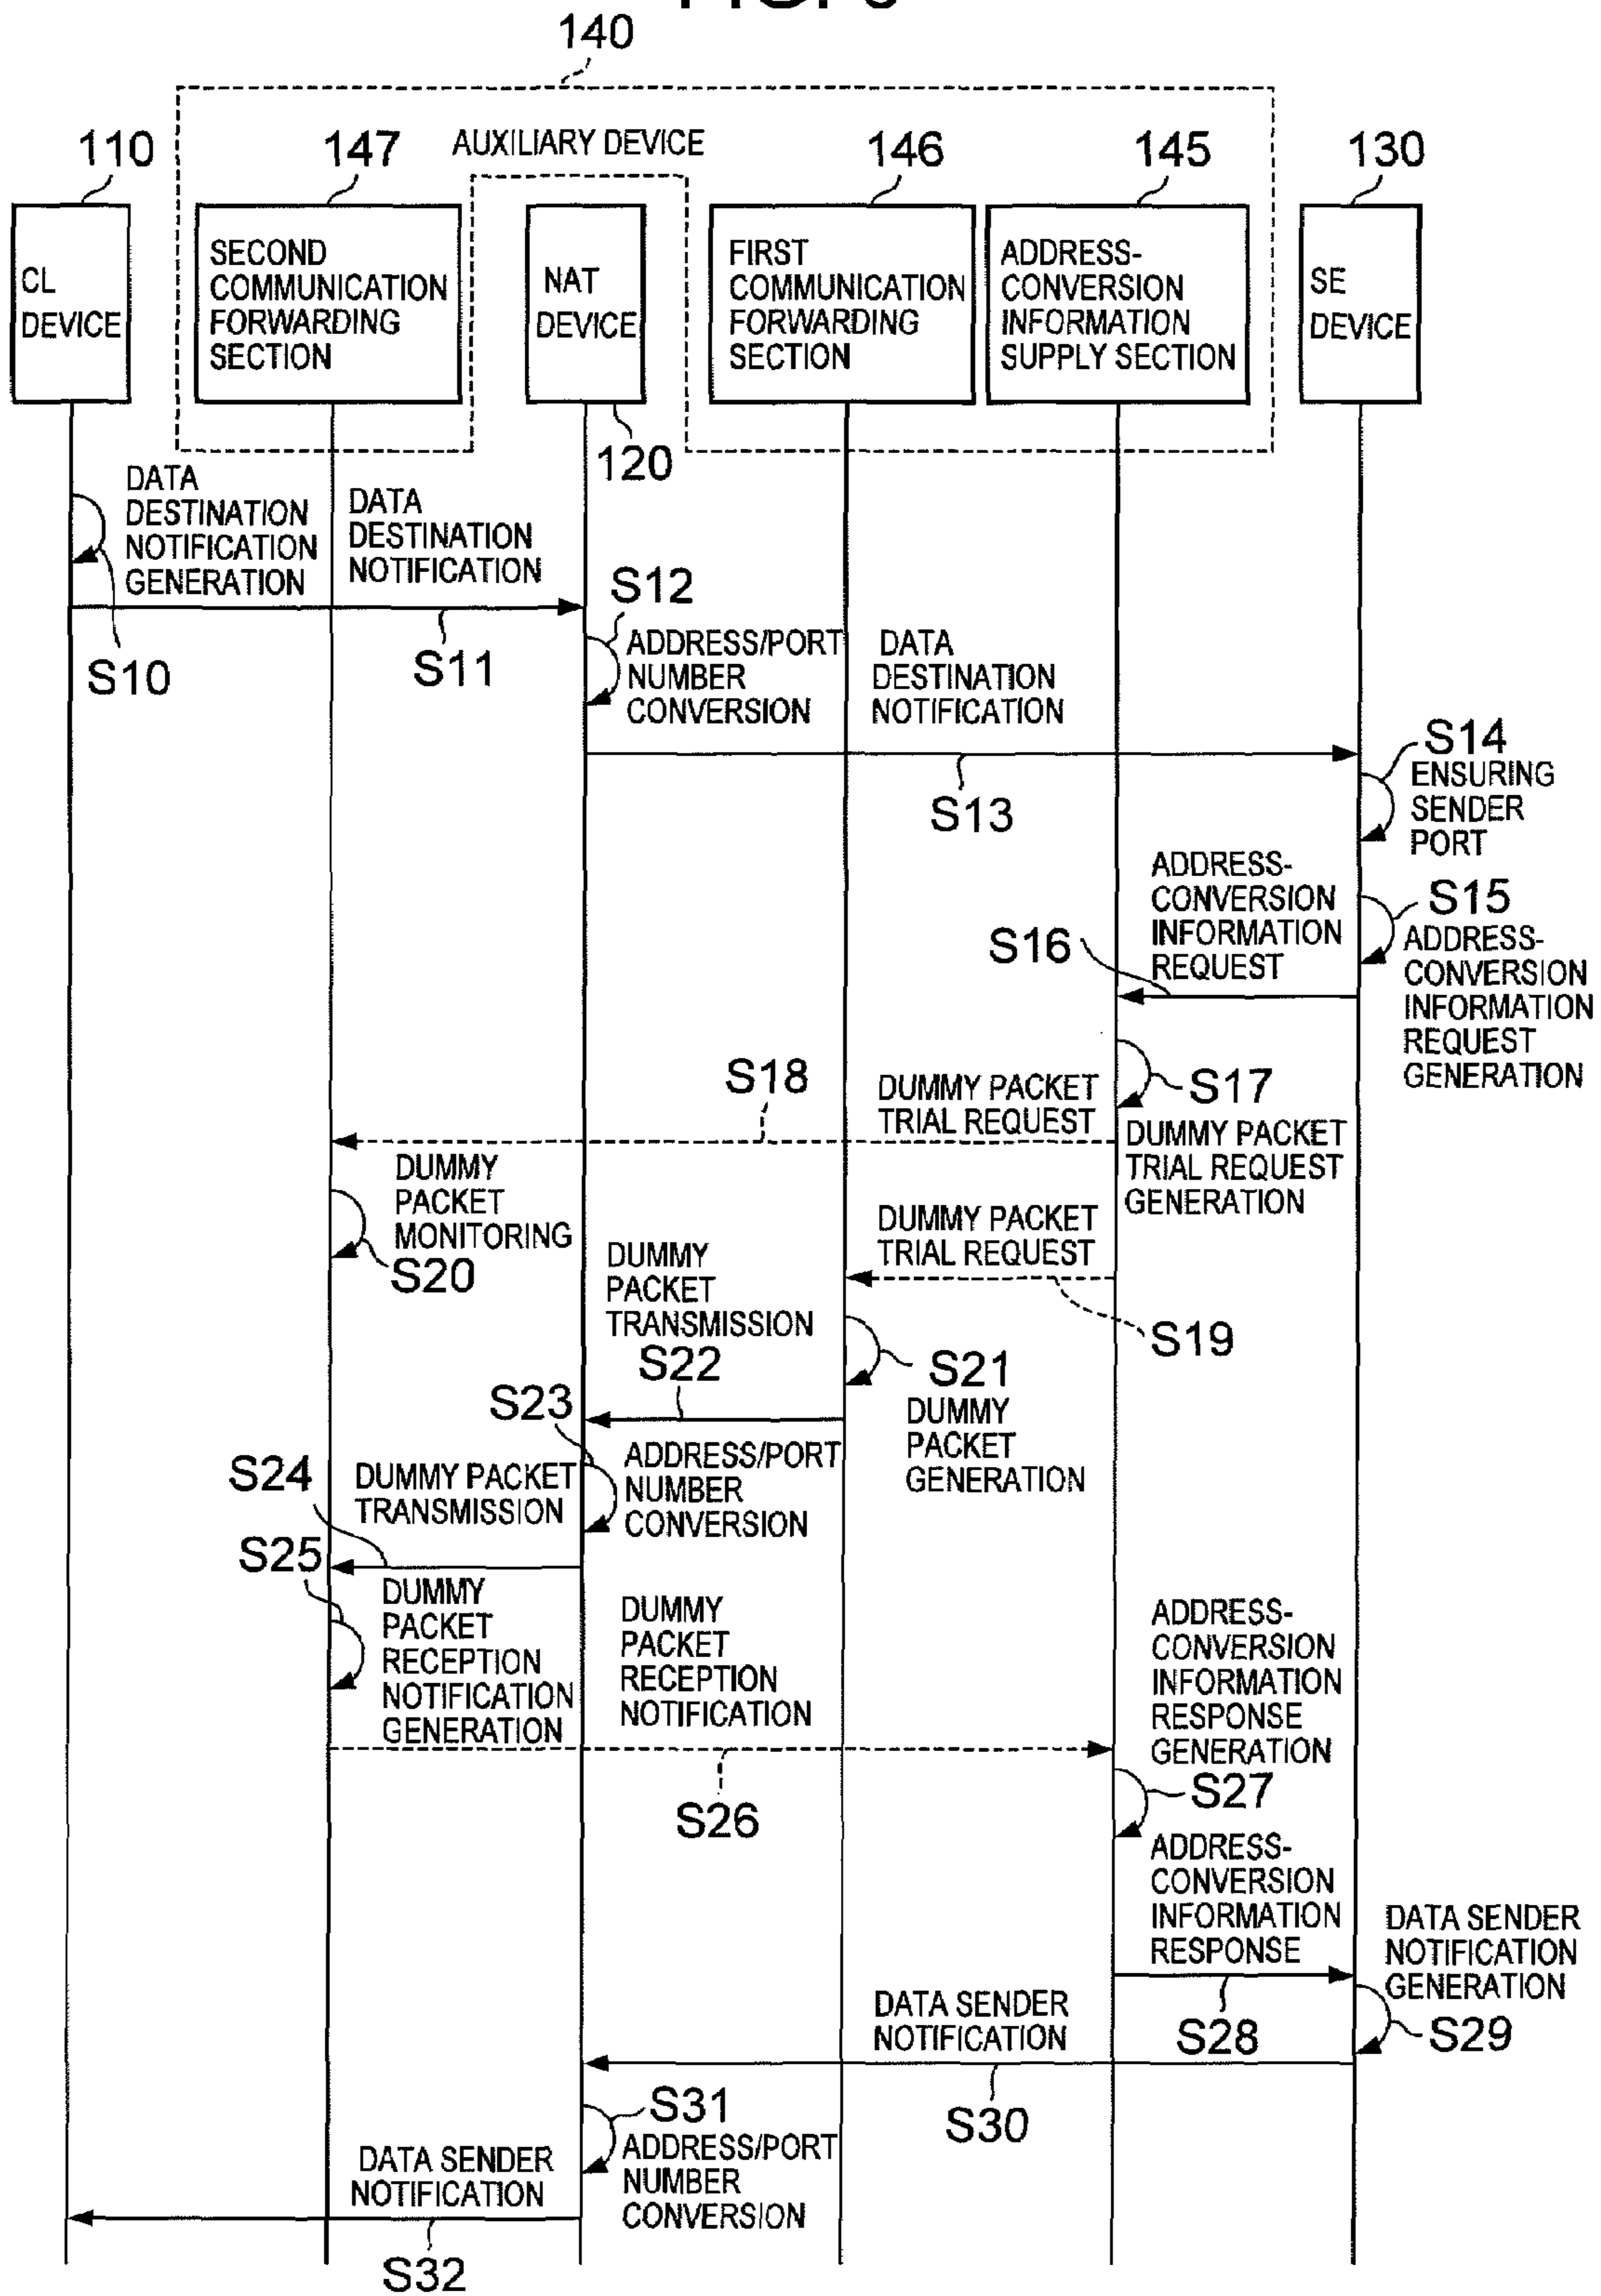 140
110
147
AUXILIARY DEVICE
146
145
130
CL
DEVICE
SECOND
COMMUNICATION
FORWARDING
SECTION
NAT
DEVICE
FIRST
COMMUNICATION
FORWARDING
SECTION
ADDRESS-
CONVERSION
INFORMATION
SUPPLY SECTION
SE
DEVICE
120
DATA
DESTINATION
NOTIFICATION
GENERATION
S10
DATA
DESTINATION
NOTIFICATION
S11
S12
ADDRESS/PORT
NUMBER
CONVERSION
DATA
DESTINATION
NOTIFICATION
S13
S14
ENSURING
SENDER
PORT
S15
ADDRESS-
CONVERSION
INFORMATION
REQUEST
GENERATION
ADDRESS-
CONVERSION
INFORMATION
REQUEST
S16
S17
DUMMY PACKET
TRIAL REQUEST
GENERATION
S18
DUMMY PACKET
TRIAL REQUEST
DUMMY
PACKET
MONITORING
S20
DUMMY PACKET
TRIAL REQUEST
S19
S21
DUMMY
PACKET
GENERATION
DUMMY
PACKET
TRANSMISSION
S22
S23
ADDRESS/PORT
NUMBER
CONVERSION
S24
DUMMY PACKET
TRANSMISSION
S25
DUMMY
PACKET
RECEPTION
NOTIFICATION
GENERATION
DUMMY
PACKET
RECEPTION
NOTIFICATION
S26
ADDRESS-
CONVERSION
INFORMATION
RESPONSE
GENERATION
S27
ADDRESS-
CONVERSION
INFORMATION
RESPONSE
S28
DATA SENDER
NOTIFICATION
GENERATION
S29
DATA SENDER
NOTIFICATION
S30
S31
ADDRESS/PORT
NUMBER
CONVERSION
DATA SENDER
NOTIFICATION
S32